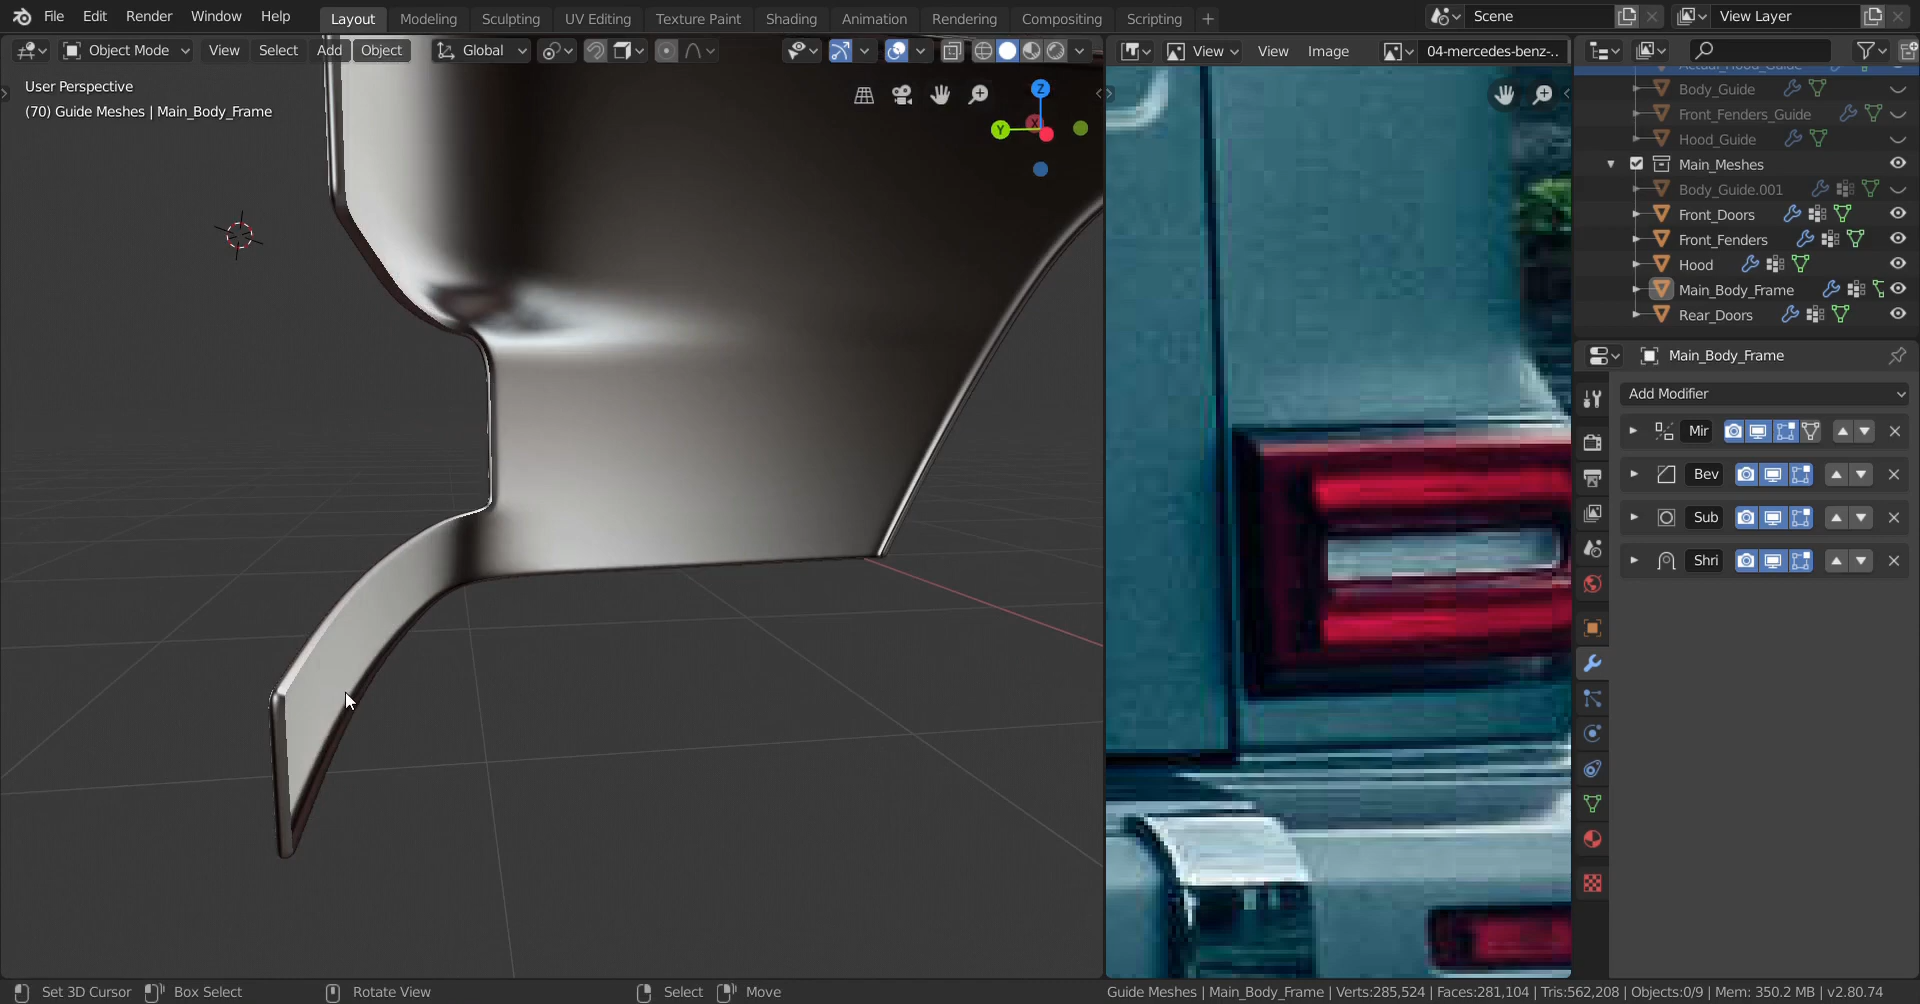 File Edit Render Window Help Layout Modeling Sculpting UV Editing Texture Paint Shading Animation Rendering Compositing Scripting + Scene View Layer
Object Mode View Select Add Object Global View View Image 04-mercedes-benz-..
User Perspective
(70) Guide Meshes | Main_Body_Frame
Z
Y
X
Actual_Hood_Guide
Body_Guide
Front_Fenders_Guide
Hood_Guide
Main_Meshes
Body_Guide.001
Front_Doors
Front_Fenders
Hood
Main_Body_Frame
Rear_Doors
Main_Body_Frame
Add Modifier
Mir
Bev
Sub
Shri
Set 3D Cursor Box Select Rotate View Select Move Guide Meshes | Main_Body_Frame | Verts:285,524 | Faces:281,104 | Tris:562,208 | Objects:0/9 | Mem: 350.2 MB | v2.80.74